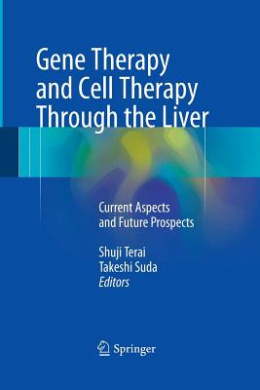 Gene Therapy
and Cell Therapy
Through the Liver
Current Aspects
and Future Prospects
Shuji Terai
Takeshi Suda
Editors
Springer